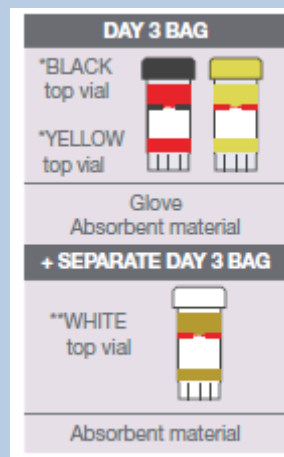 DAY 3 BAG
*BLACK
top vial
*YELLOW
top vial
Glove
Absorbent material
+ SEPARATE DAY 3 BAG
**WHITE
top vial
Absorbent material